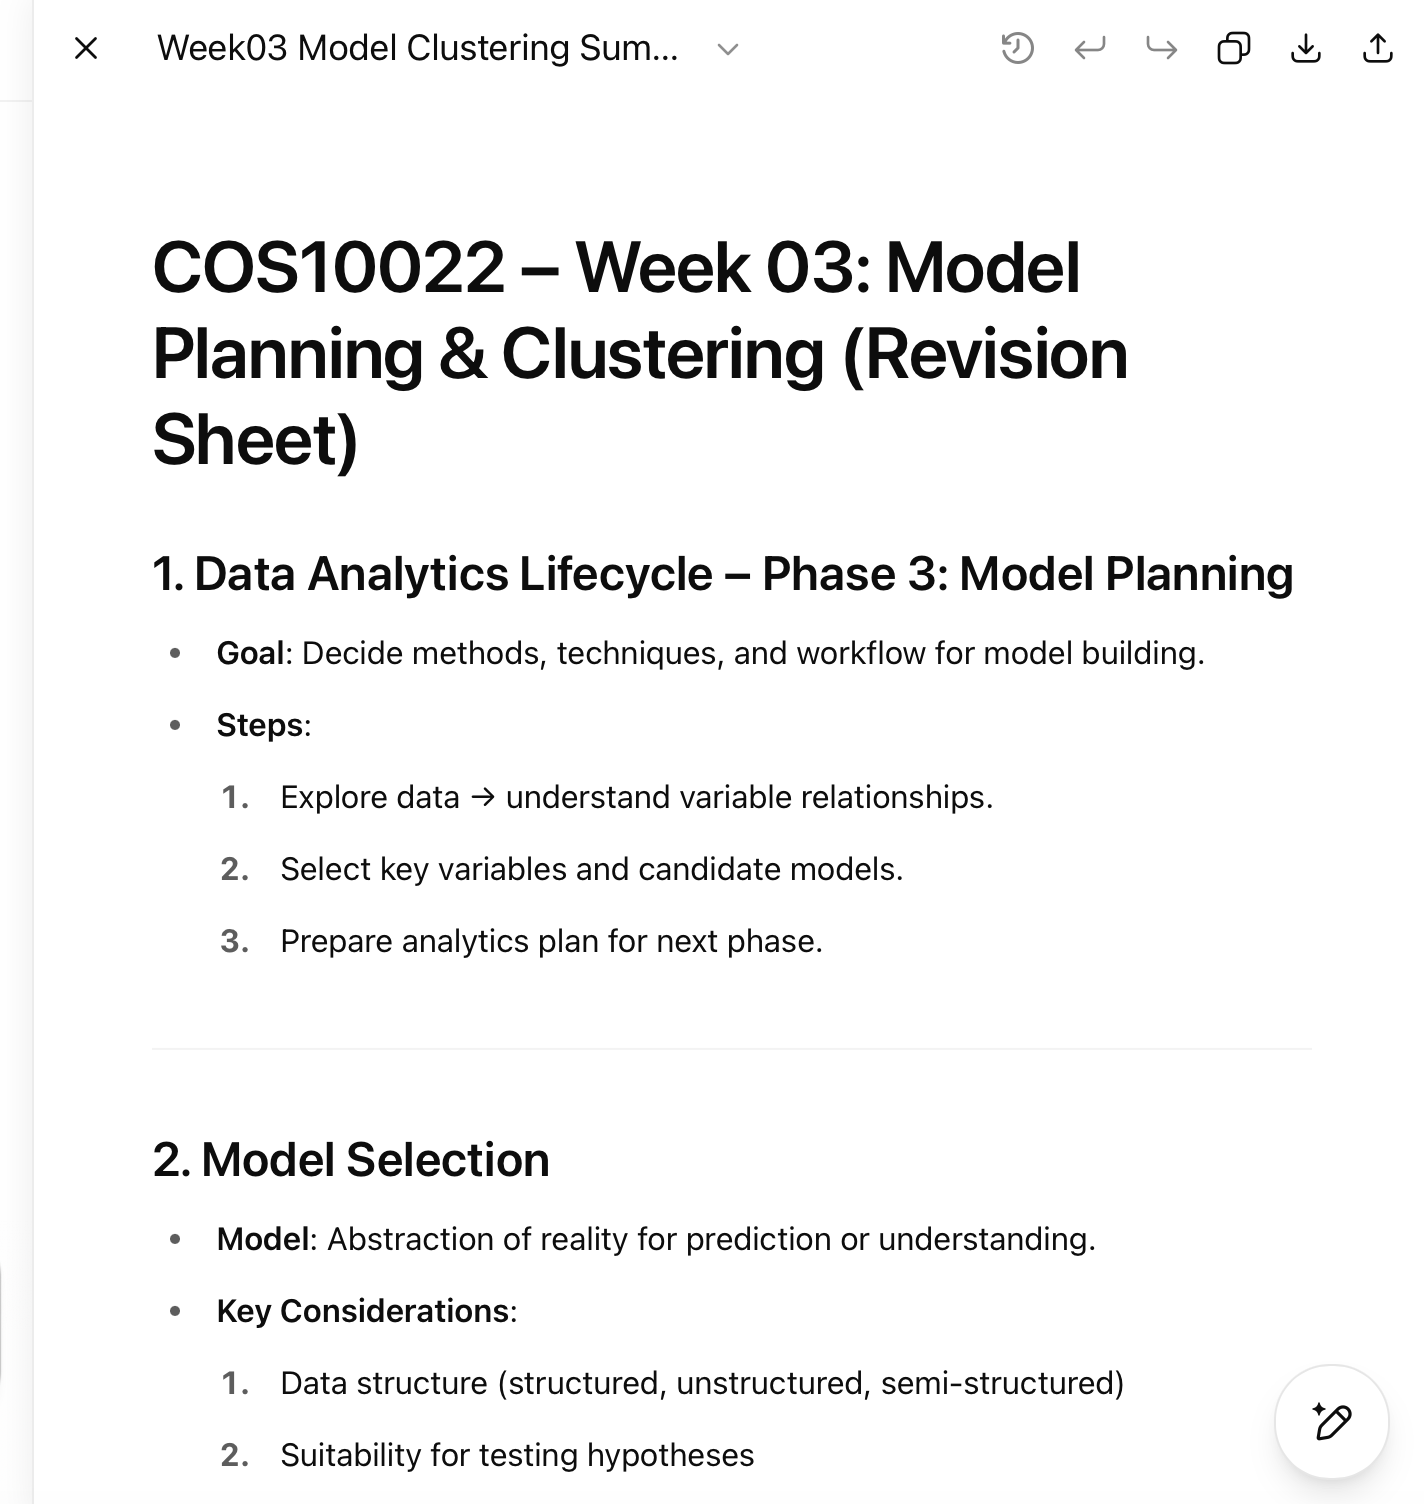 Week03 Model Clustering Sum...
COS10022 – Week 03: Model
Planning & Clustering (Revision
Sheet)
1. Data Analytics Lifecycle – Phase 3: Model Planning
• Goal: Decide methods, techniques, and workflow for model building.
• Steps:
1. Explore data → understand variable relationships.
2. Select key variables and candidate models.
3. Prepare analytics plan for next phase.
2. Model Selection
• Model: Abstraction of reality for prediction or understanding.
• Key Considerations:
1. Data structure (structured, unstructured, semi-structured)
2. Suitability for testing hypotheses